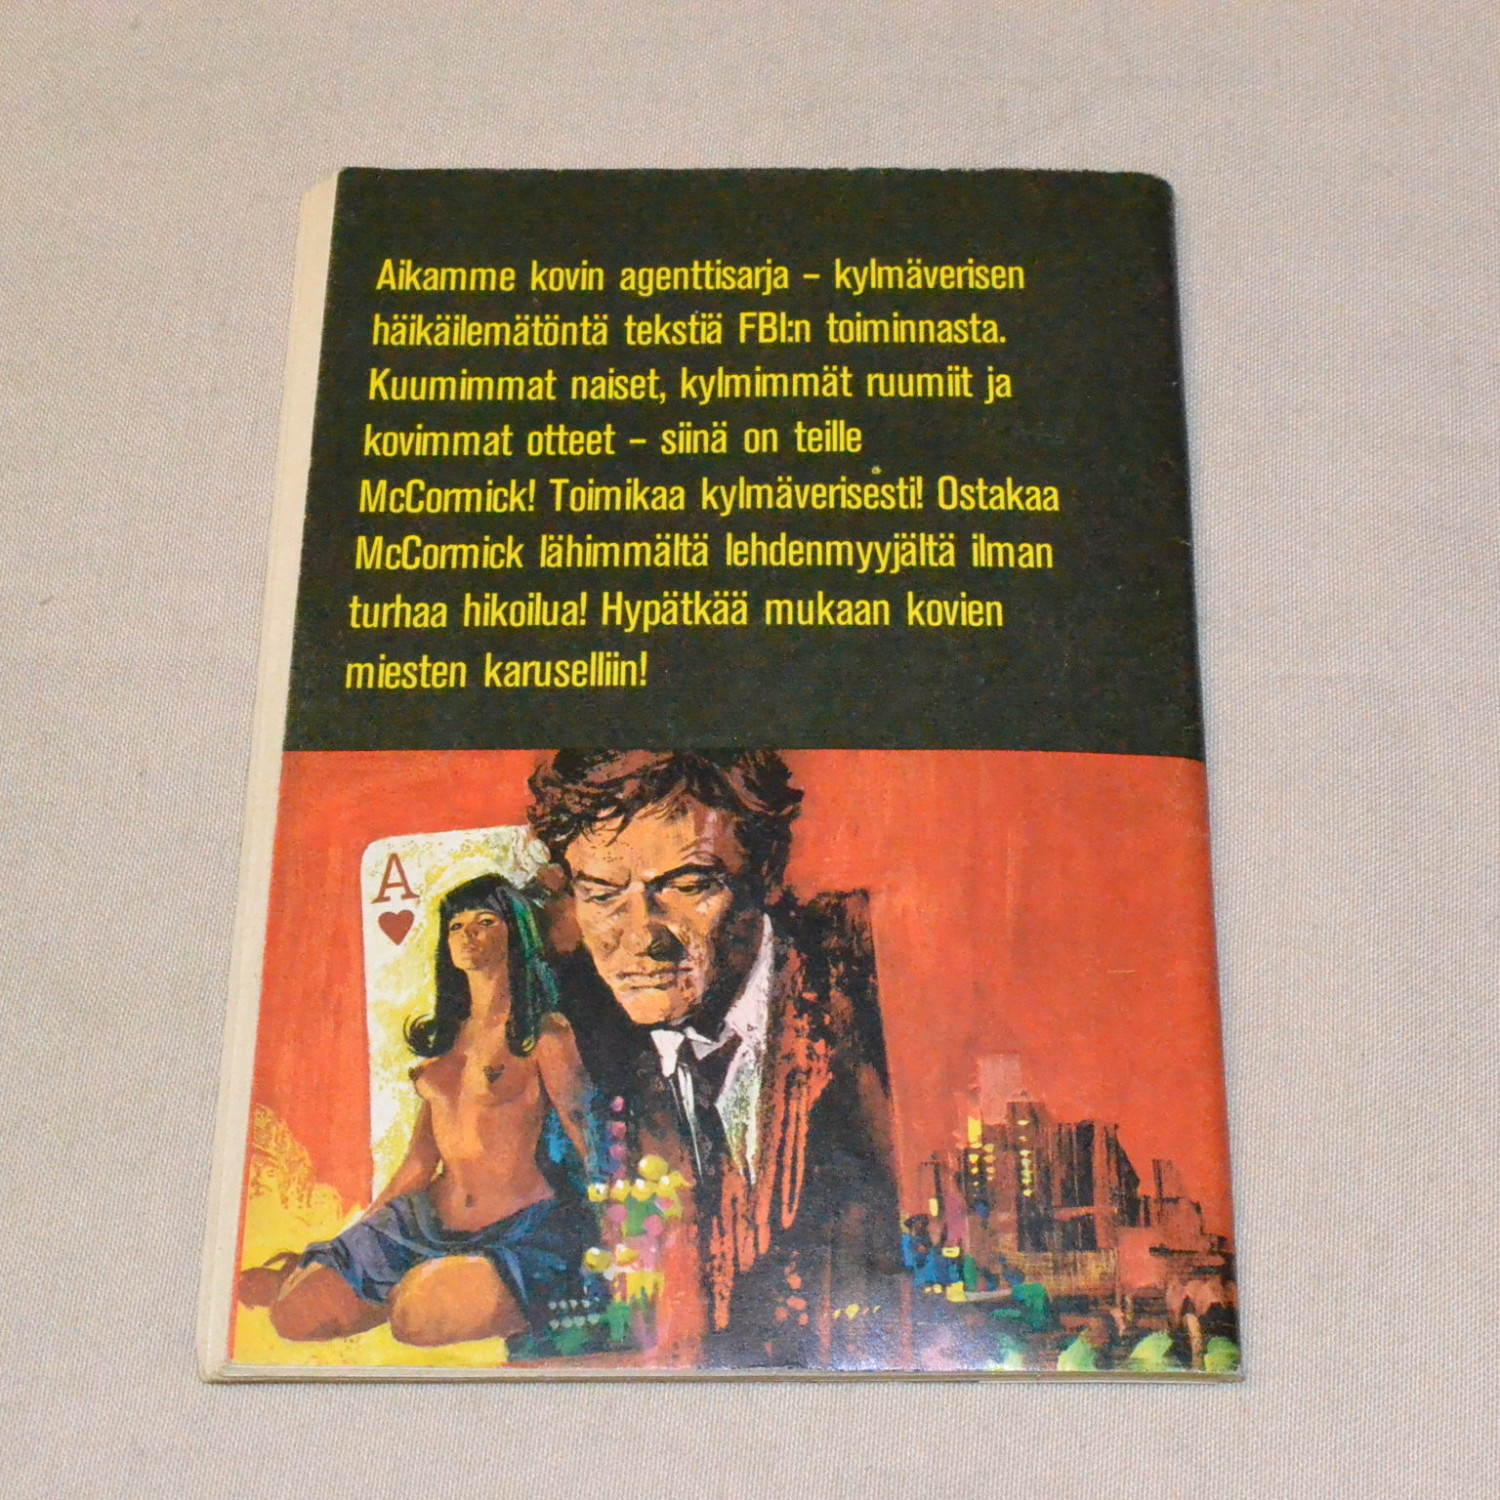 Aikamme kovin agenttisarja – kylmäverisen
häikäilemätöntä tekstiä FBI:n toiminnasta.
Kuumimmat naiset, kylmimmät ruumiit ja
kovimmat otteet – siinä on teille
McCormick! Toimikaa kylmäverisesti! Ostakaa
McCormick lähimmältä lehdenmyyjältä ilman
turhaa hikoilua! Hypätkää mukaan kovien
miesten karuselliin!
A